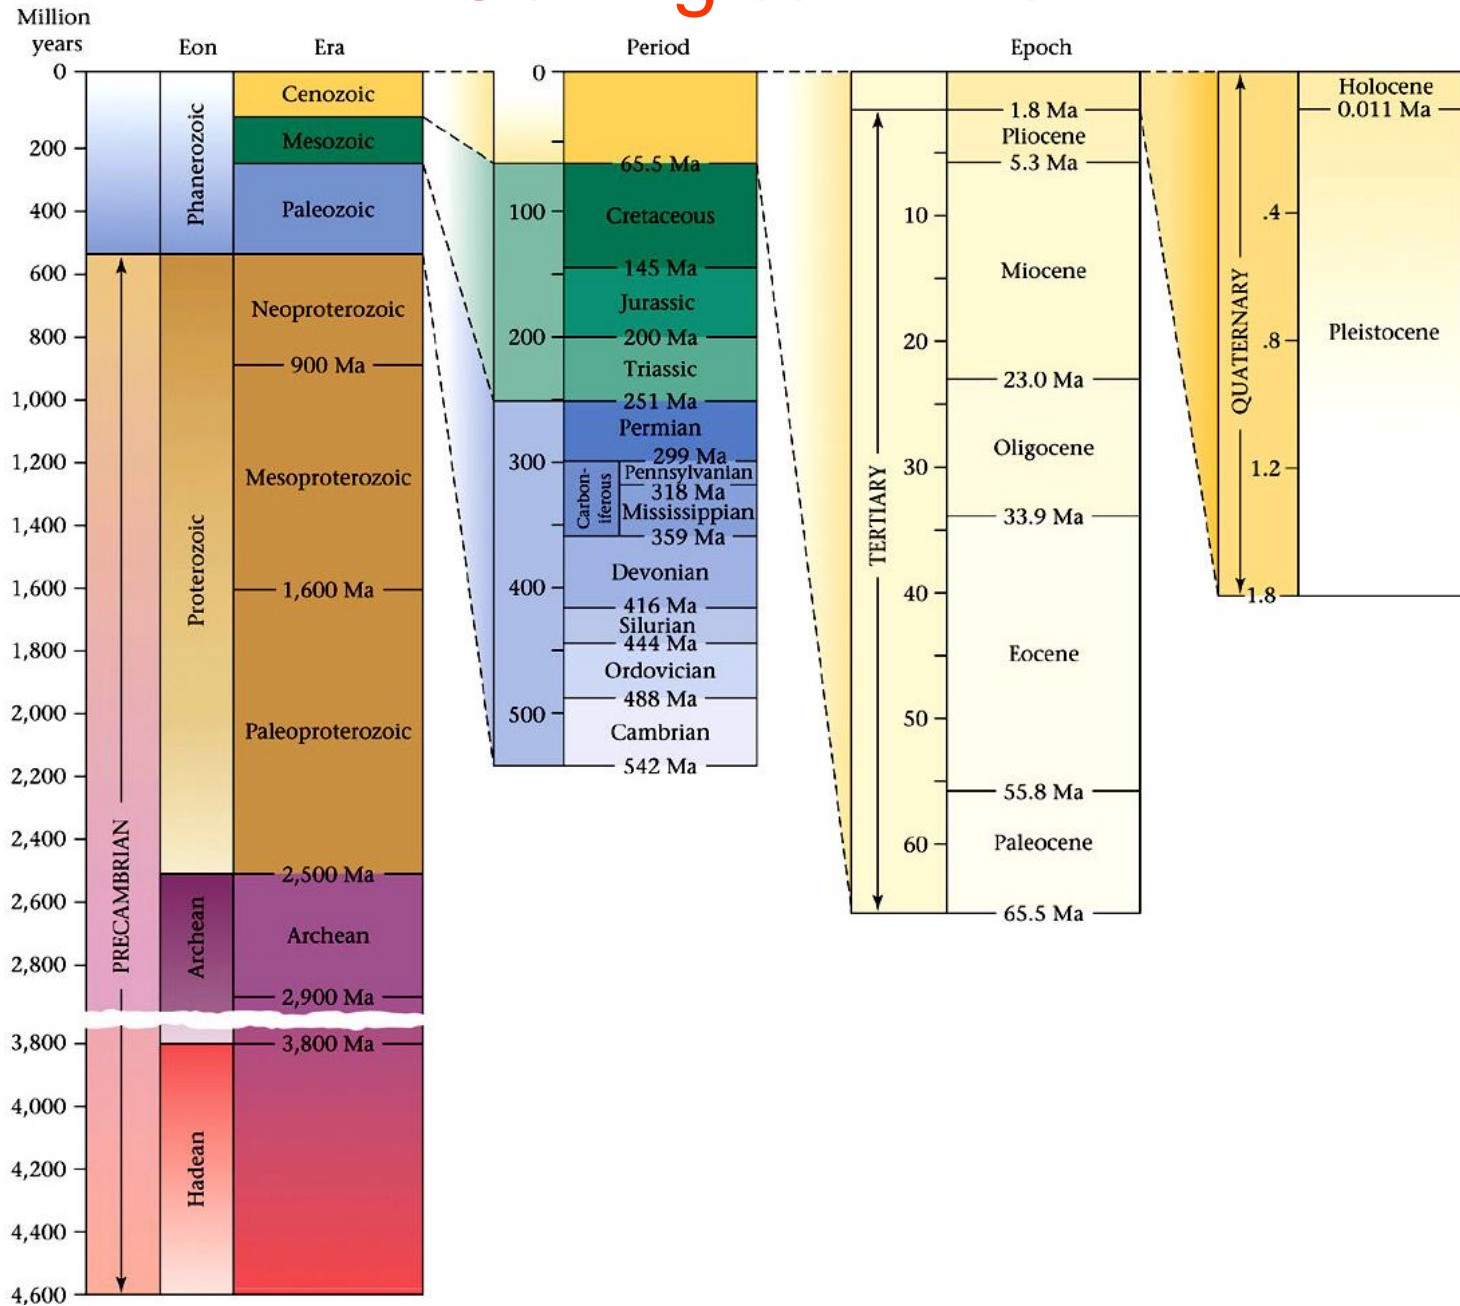 Million
years
Eon
Era
Period
Epoch
0
200
400
600
800
1,000
1,200
1,400
1,600
1,800
2,000
2,200
2,400
2,600
2,800
3,800
4,000
4,200
4,400
4,600
PRECAMBRIAN
Phanerozoic
Proterozoic
Archean
Hadean
Cenozoic
Mesozoic
Paleozoic
Neoproterozoic
900 Ma
Mesoproterozoic
1,600 Ma
Paleoproterozoic
2,500 Ma
Archean
2,900 Ma
3,800 Ma
0
100
200
300
400
500
65.5 Ma
Cretaceous
145 Ma
Jurassic
200 Ma
Triassic
251 Ma
Permian
299 Ma
Carbon-
iferous
Pennsylvanian
318 Ma
Mississippian
359 Ma
Devonian
416 Ma
Silurian
444 Ma
Ordovician
488 Ma
Cambrian
542 Ma
TERTIARY
10
20
30
40
50
60
1.8 Ma
Pliocene
5.3 Ma
Miocene
23.0 Ma
Oligocene
33.9 Ma
Eocene
55.8 Ma
Paleocene
65.5 Ma
QUATERNARY
.4
.8
1.2
1.8
Holocene
0.011 Ma
Pleistocene